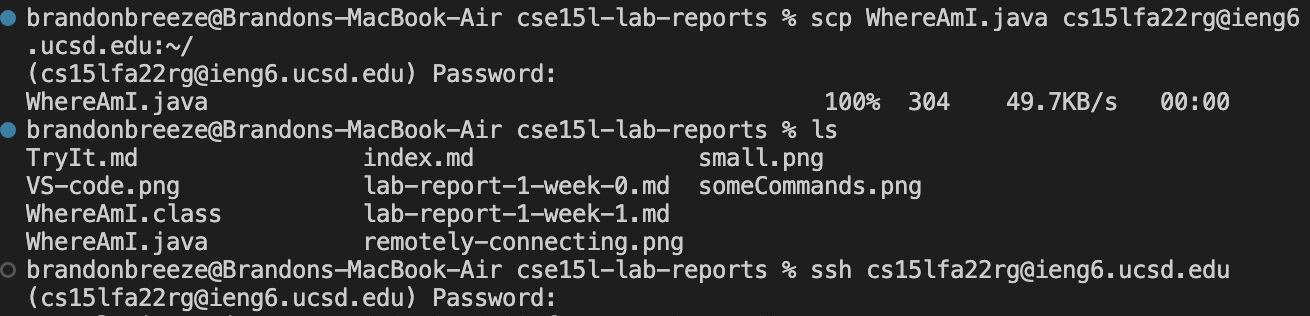 brandonbreeze@Brandons-MacBook-Air cse15l-lab-reports % scp WhereAmI.java cs15lfa22rg@ieng6
.ucsd.edu:~/
(cs15lfa22rg@ieng6.ucsd.edu) Password:
WhereAmI.java 100% 304 49.7KB/s 00:00
brandonbreeze@Brandons-MacBook-Air cse15l-lab-reports % ls
TryIt.md index.md small.png
VS-code.png lab-report-1-week-0.md someCommands.png
WhereAmI.class lab-report-1-week-1.md
WhereAmI.java remotely-connecting.png
brandonbreeze@Brandons-MacBook-Air cse15l-lab-reports % ssh cs15lfa22rg@ieng6.ucsd.edu
(cs15lfa22rg@ieng6.ucsd.edu) Password: